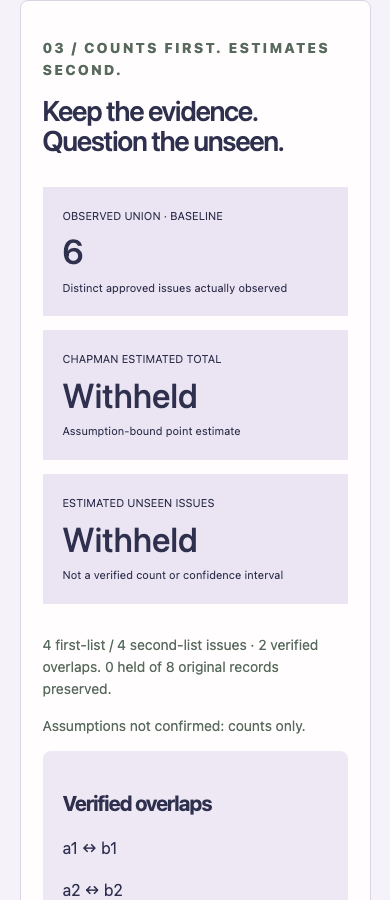 03 / COUNTS FIRST. ESTIMATES
SECOND.
Keep the evidence.
Question the unseen.
OBSERVED UNION · BASELINE
6
Distinct approved issues actually observed
CHAPMAN ESTIMATED TOTAL
Withheld
Assumption-bound point estimate
ESTIMATED UNSEEN ISSUES
Withheld
Not a verified count or confidence interval
4 first-list / 4 second-list issues · 2 verified
overlaps. 0 held of 8 original records
preserved.
Assumptions not confirmed: counts only.
Verified overlaps
a1 ↔ b1
a2 ↔ b2